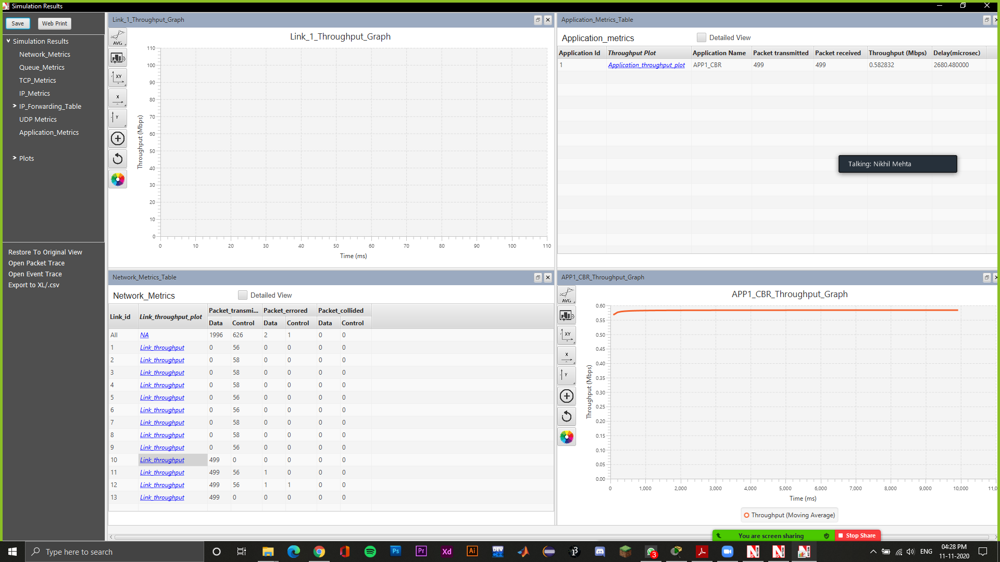 Simulation Results
Save
Web Print
Simulation Results
Network_Metrics
Queue_Metrics
TCP_Metrics
IP_Metrics
IP_Forwarding_Table
UDP Metrics
Application_Metrics
Plots
Restore To Original View
Open Packet Trace
Open Event Trace
Export to XL/.csv
Link_1_Throughput_Graph
AVG
XY
X
Y
Link_1_Throughput_Graph
110
100
90
80
70
60
50
40
30
20
10
0
Throughput (Mbps)
0 10 20 30 40 50 60 70 80 90 100 110
Time (ms)
Application_Metrics_Table
Application_metrics
Detailed View
Application Id Throughput Plot Application Name Packet transmitted Packet received Throughput (Mbps) Delay(microsec)
1 Application_throughput_plot APP1_CBR 499 499 0.582832 2680.480000
Talking: Nikhil Mehta
Network_Metrics_Table
Network_Metrics
Detailed View
Link_id Link_throughput_plot Packet_transmi... Packet_errored Packet_collided
Data Control Data Control Data Control
All NA 1996 626 2 1 0 0
1 Link_throughput 0 56 0 0 0 0
2 Link_throughput 0 58 0 0 0 0
3 Link_throughput 0 58 0 0 0 0
4 Link_throughput 0 58 0 0 0 0
5 Link_throughput 0 56 0 0 0 0
6 Link_throughput 0 56 0 0 0 0
7 Link_throughput 0 58 0 0 0 0
8 Link_throughput 0 58 0 0 0 0
9 Link_throughput 0 56 0 0 0 0
10 Link_throughput 499 0 0 0 0 0
11 Link_throughput 499 56 1 0 0 0
12 Link_throughput 499 56 1 1 0 0
13 Link_throughput 499 0 0 0 0 0
APP1_CBR_Throughput_Graph
AVG
XY
X
Y
APP1_CBR_Throughput_Graph
0.60
0.55
0.50
0.45
0.40
0.35
0.30
0.25
0.20
0.15
0.10
0.05
0.00
Throughput (Mbps)
0 1,000 2,000 3,000 4,000 5,000 6,000 7,000 8,000 9,000 10,000 11,0
Time (ms)
Throughput (Moving Average)
You are screen sharing
Stop Share
Type here to search
Ps
Pr
Xd
Ai
DEV
3
ENG
04:28 PM
11-11-2020